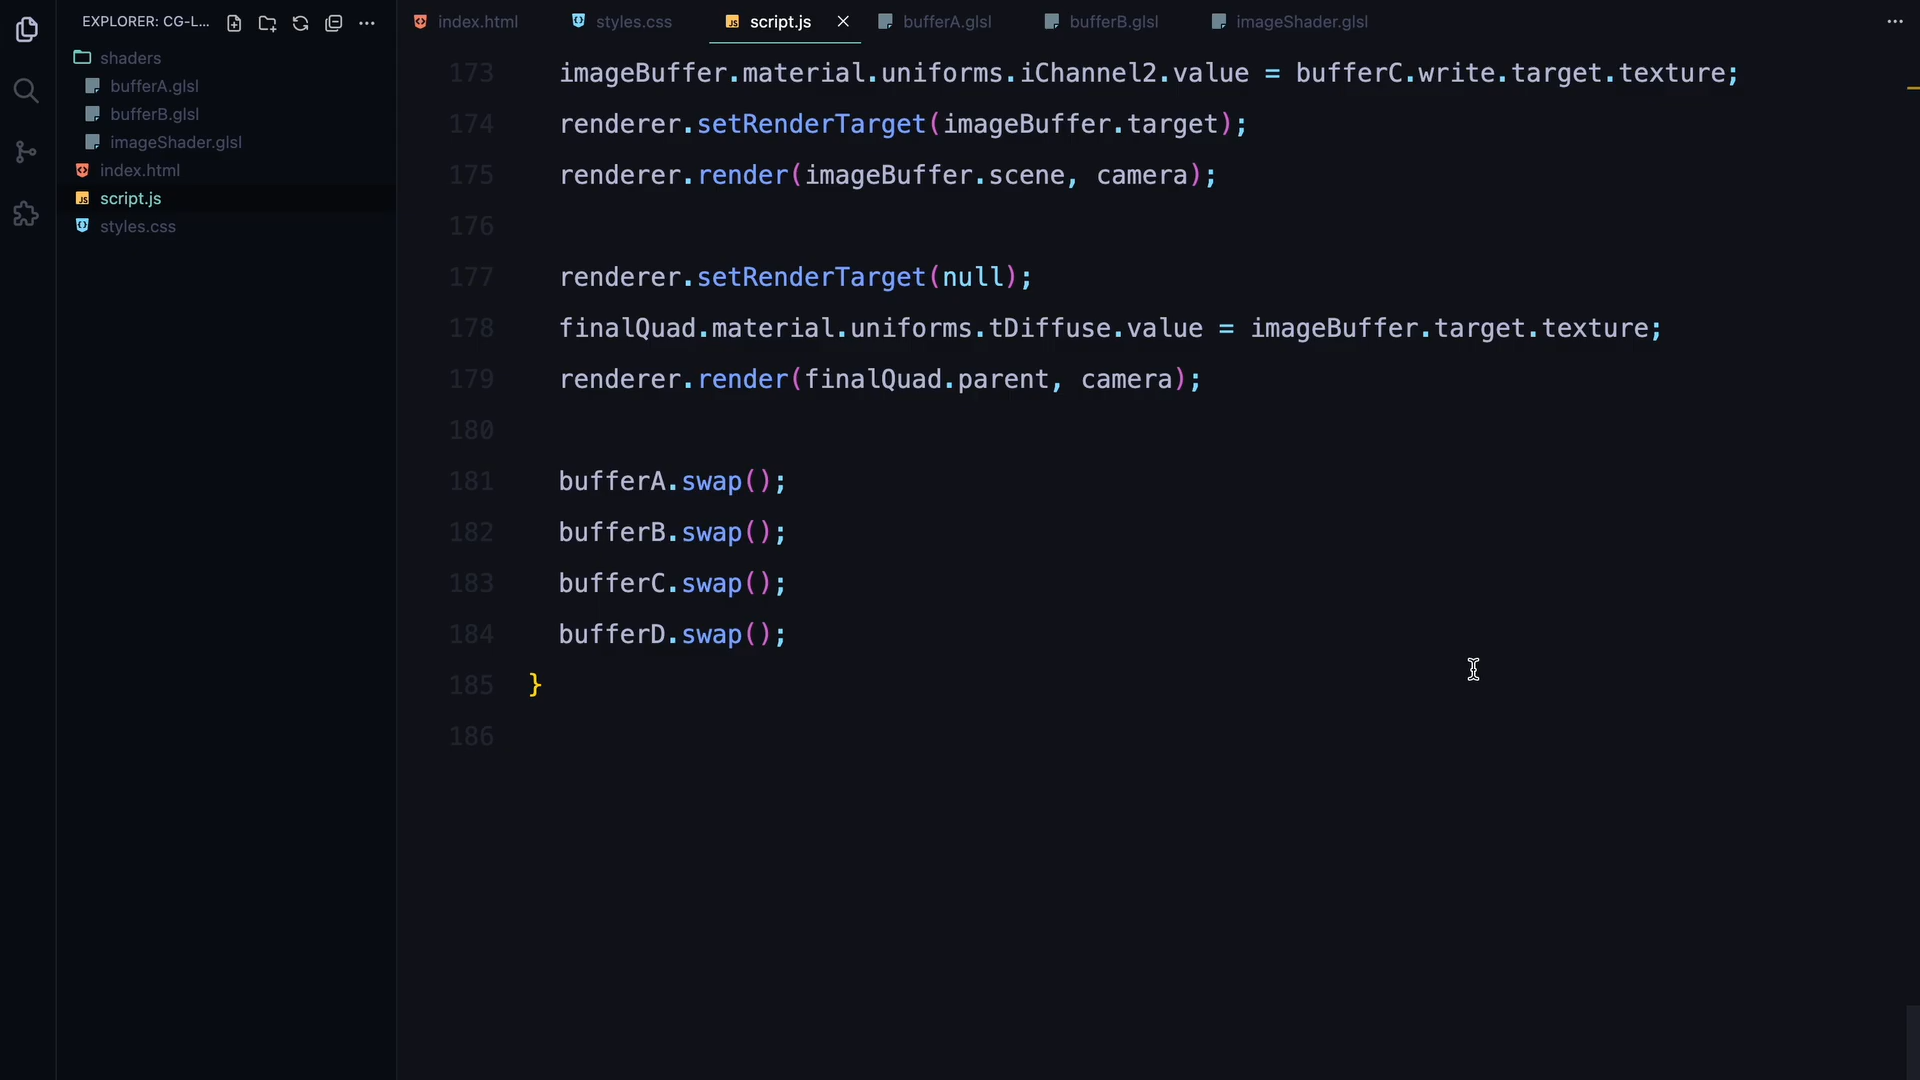 EXPLORER: CG-L...
shaders
bufferA.glsl
bufferB.glsl
imageShader.glsl
index.html
script.js
styles.css
index.html styles.css script.js bufferA.glsl bufferB.glsl imageShader.glsl
173 imageBuffer.material.uniforms.iChannel2.value = bufferC.write.target.texture;
174 renderer.setRenderTarget(imageBuffer.target);
175 renderer.render(imageBuffer.scene, camera);
176
177 renderer.setRenderTarget(null);
178 finalQuad.material.uniforms.tDiffuse.value = imageBuffer.target.texture;
179 renderer.render(finalQuad.parent, camera);
180
181 bufferA.swap();
182 bufferB.swap();
183 bufferC.swap();
184 bufferD.swap();
185 }
186